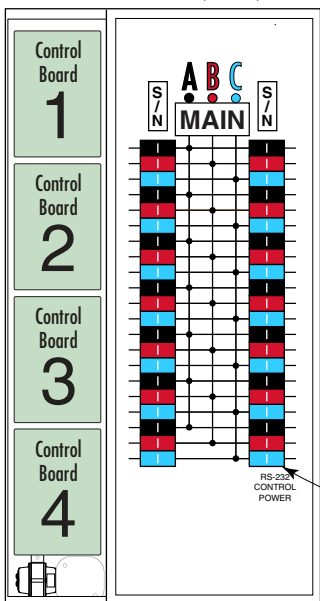 Control
Board
1
Control
Board
2
Control
Board
3
Control
Board
4
A B C
S/N
MAIN
S/N
RS-232
CONTROL
POWER